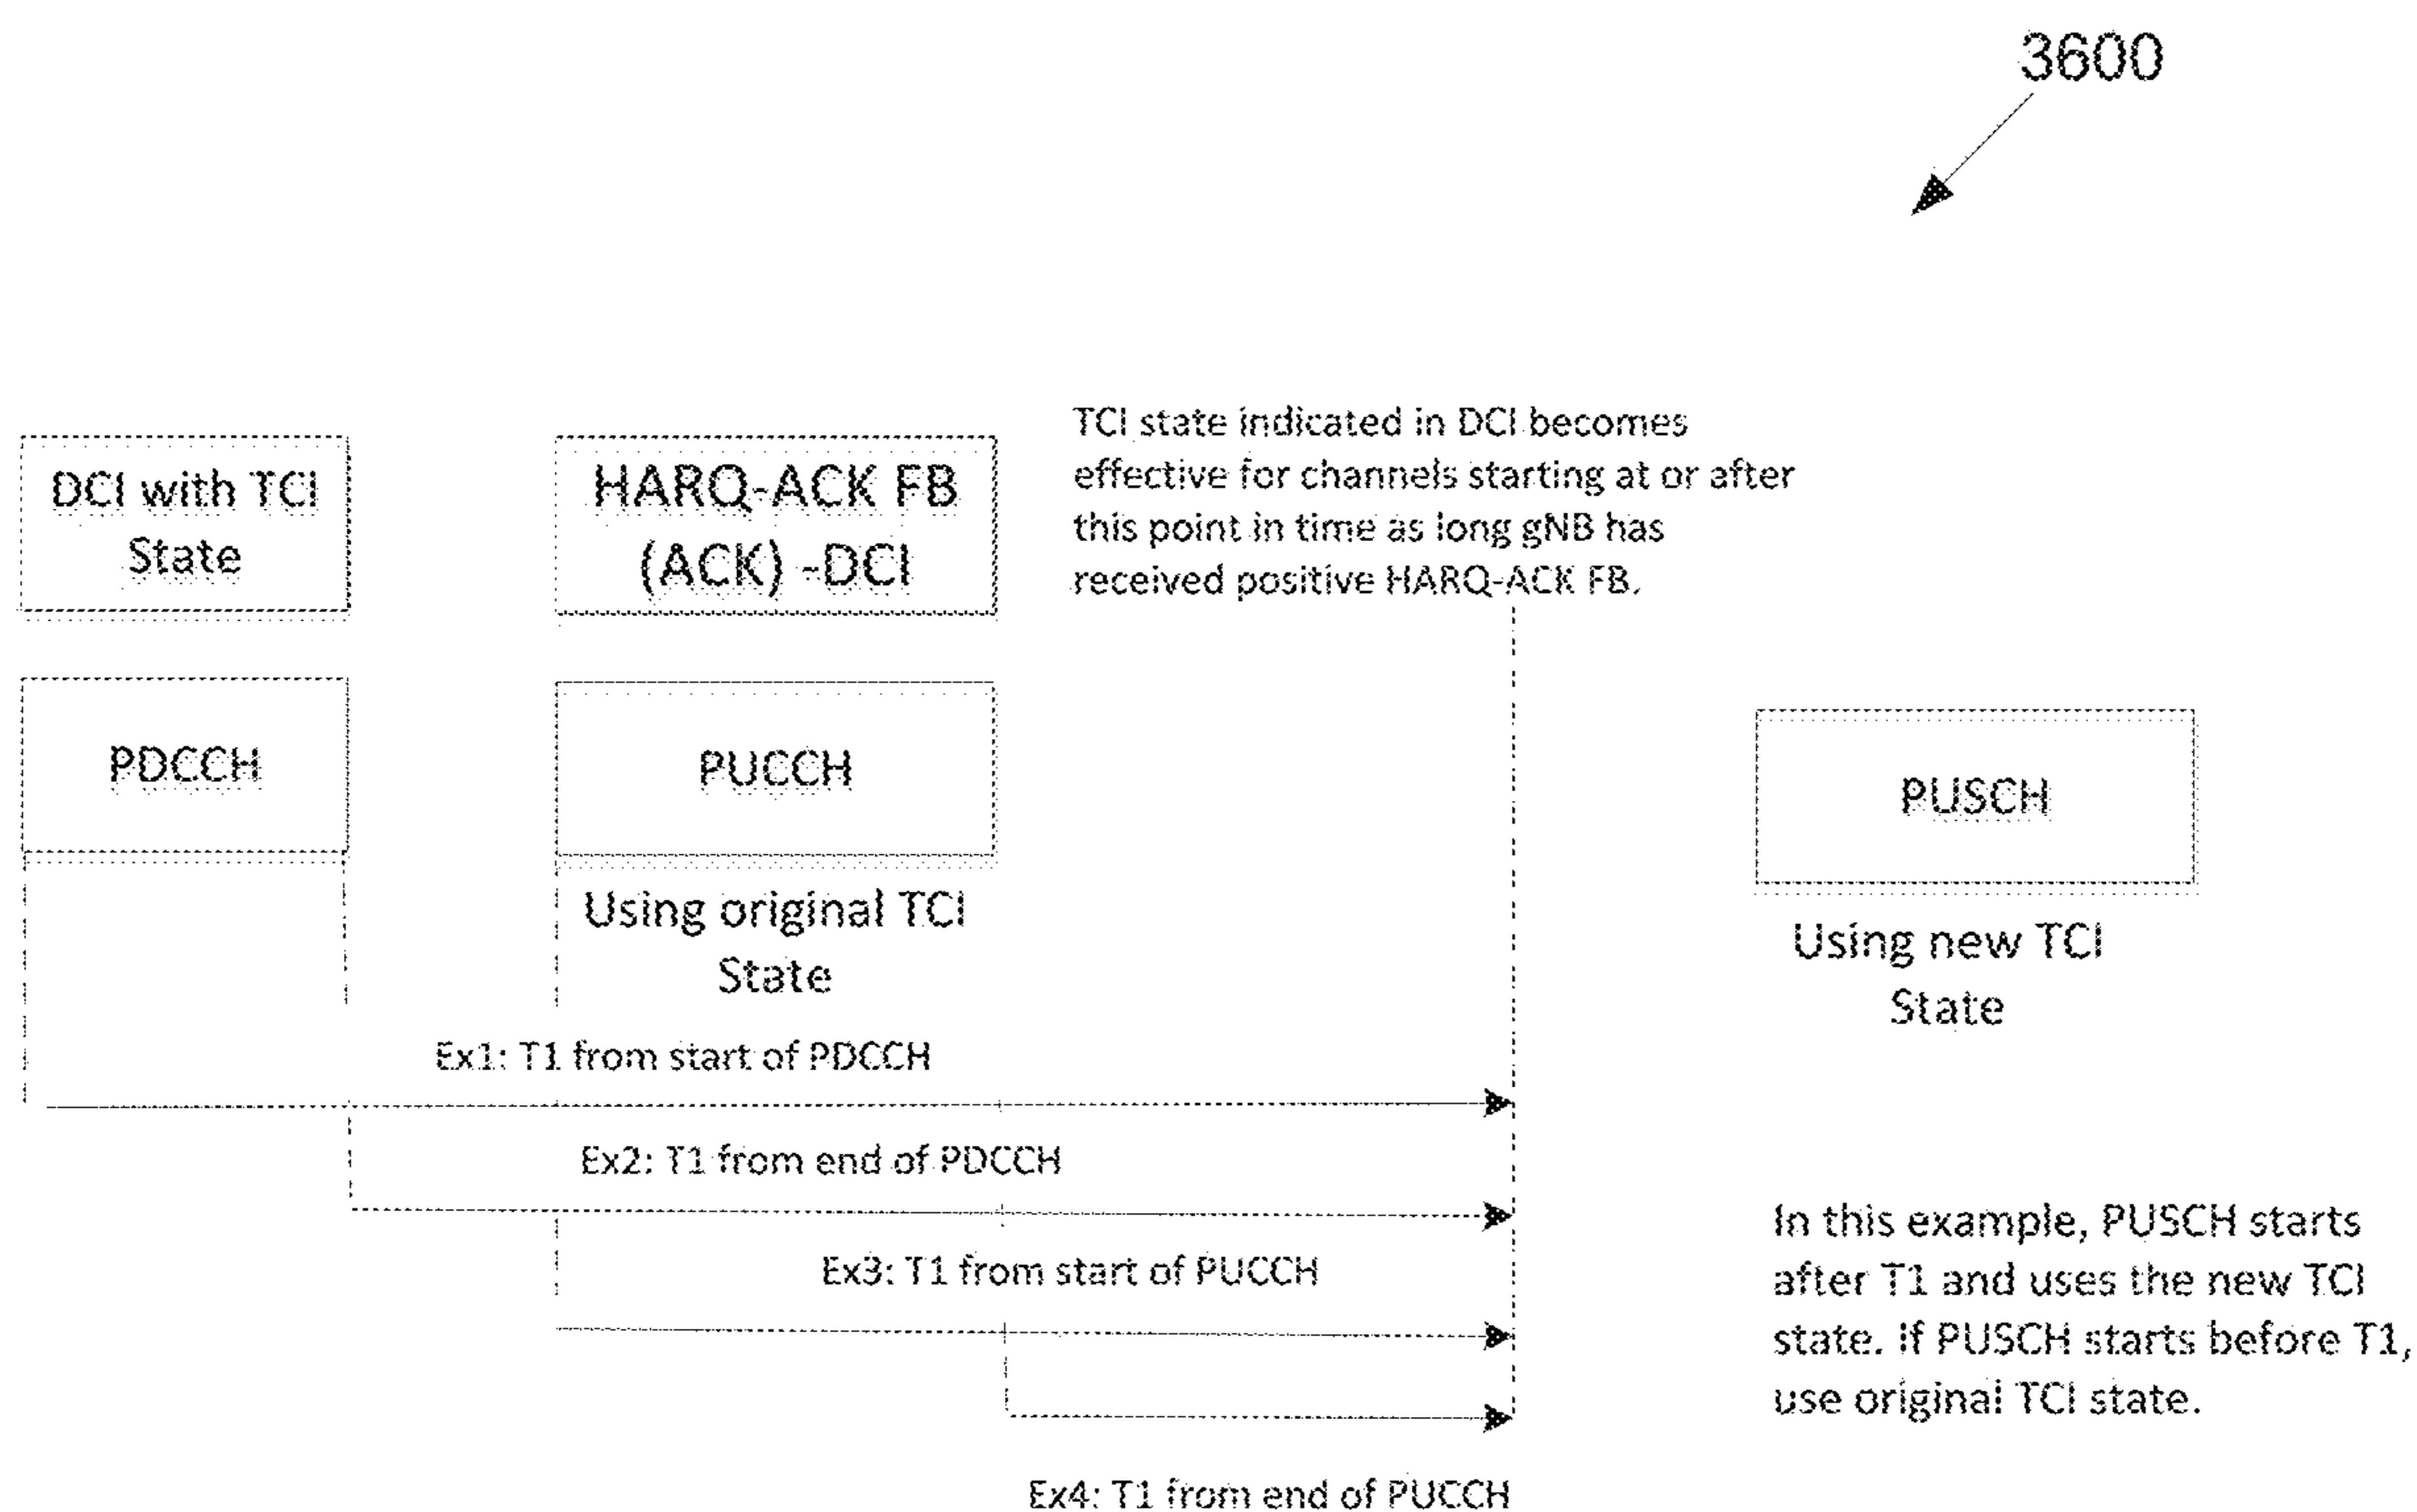 3600
DCI with TCI
State
HARQ-ACK FB
(ACK) -DCI
TCI state indicated in DCI becomes
effective for channels starting at or after
this point in time as long gNB has
received positive HARQ-ACK FB.
PDCCH
PUCCH
PUSCH
Using original TCI
State
Using new TCI
State
Ex1: T1 from start of PDCCH
Ex2: T1 from end of PDCCH
Ex3: T1 from start of PUCCH
Ex4: T1 from end of PUCCH
In this example, PUSCH starts
after T1 and uses the new TCI
state. If PUSCH starts before T1,
use original TCI state.